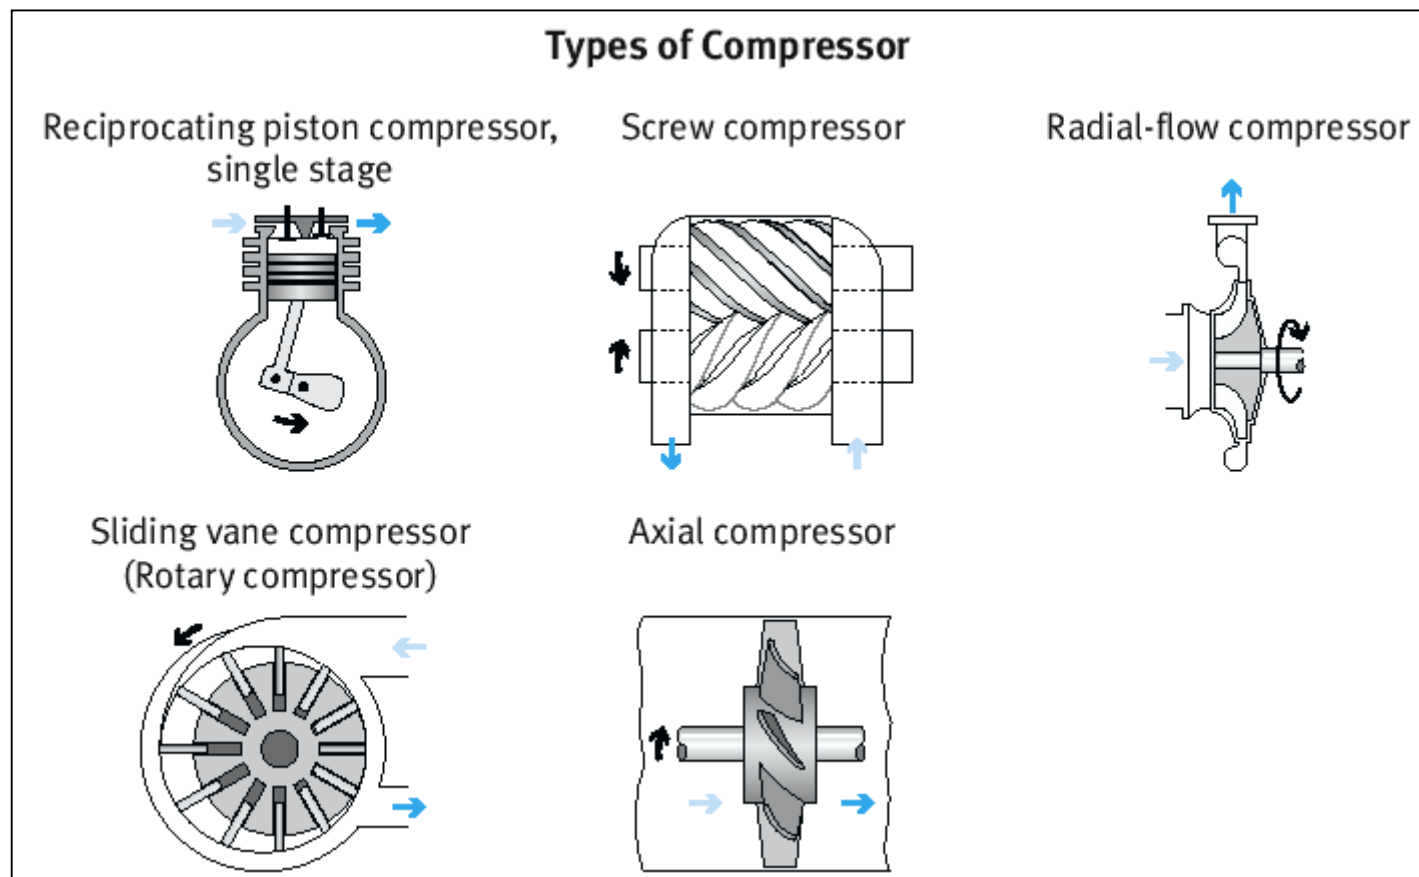 Types of Compressor
Reciprocating piston compressor,
single stage
Screw compressor
Radial-flow compressor
Sliding vane compressor
(Rotary compressor)
Axial compressor